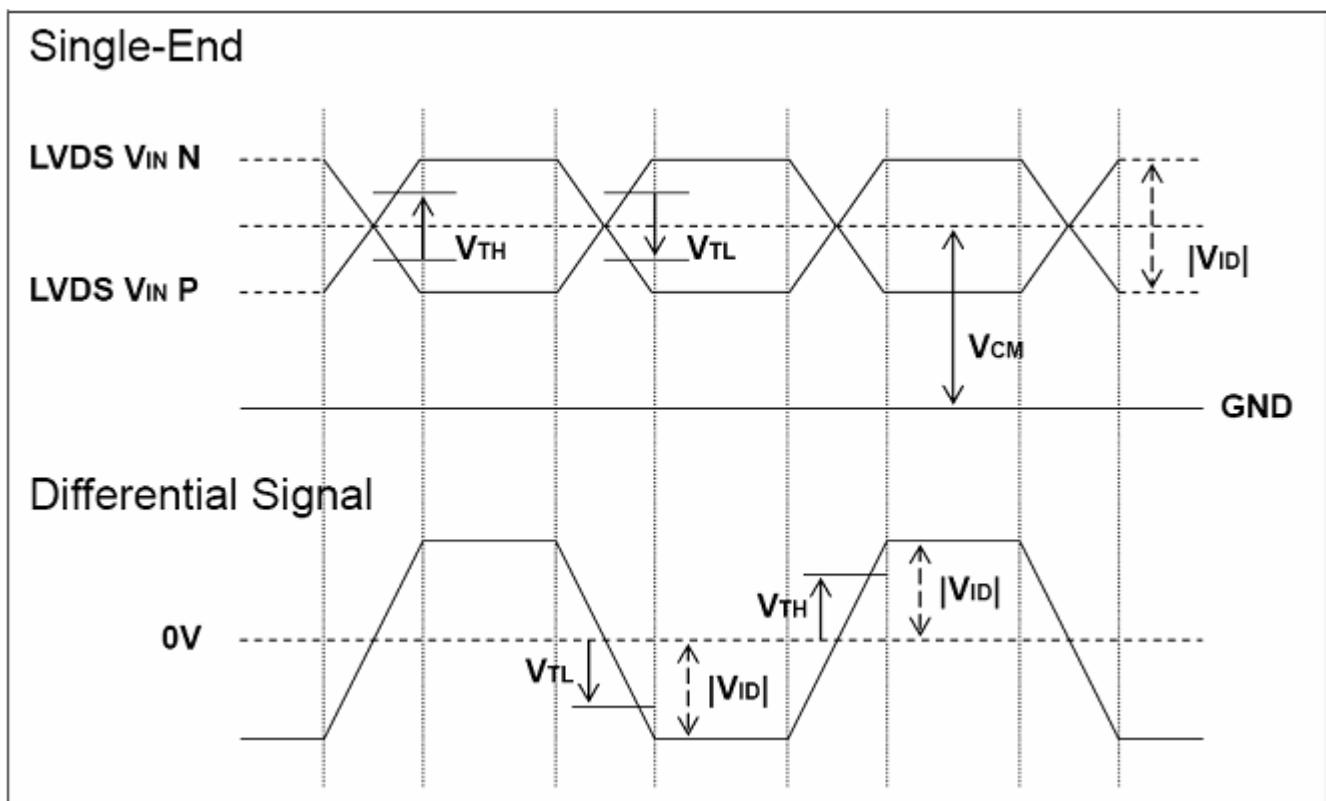 Single-End
LVDS VIN N
VTH
VTL
|VID|
LVDS VIN P
VCM
GND
Differential Signal
VTH
|VID|
0V
VTL
|VID|